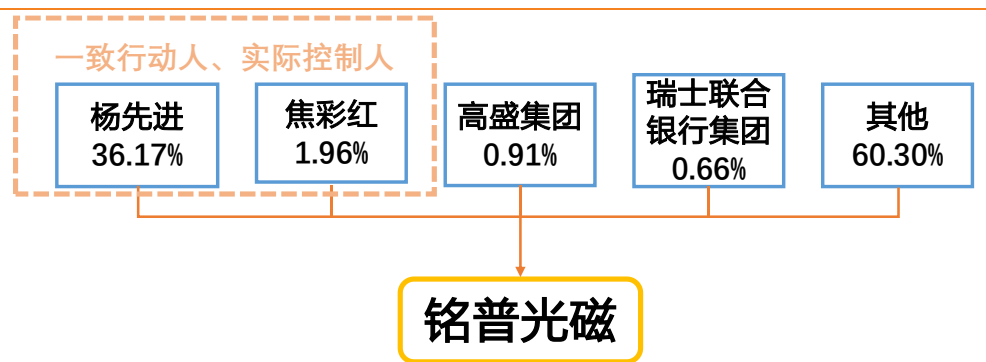 一致行动人、实际控制人
杨先进
36.17%
焦彩红
1.96%
高盛集团
0.91%
瑞士联合
银行集团
0.66%
其他
60.30%
铭普光磁